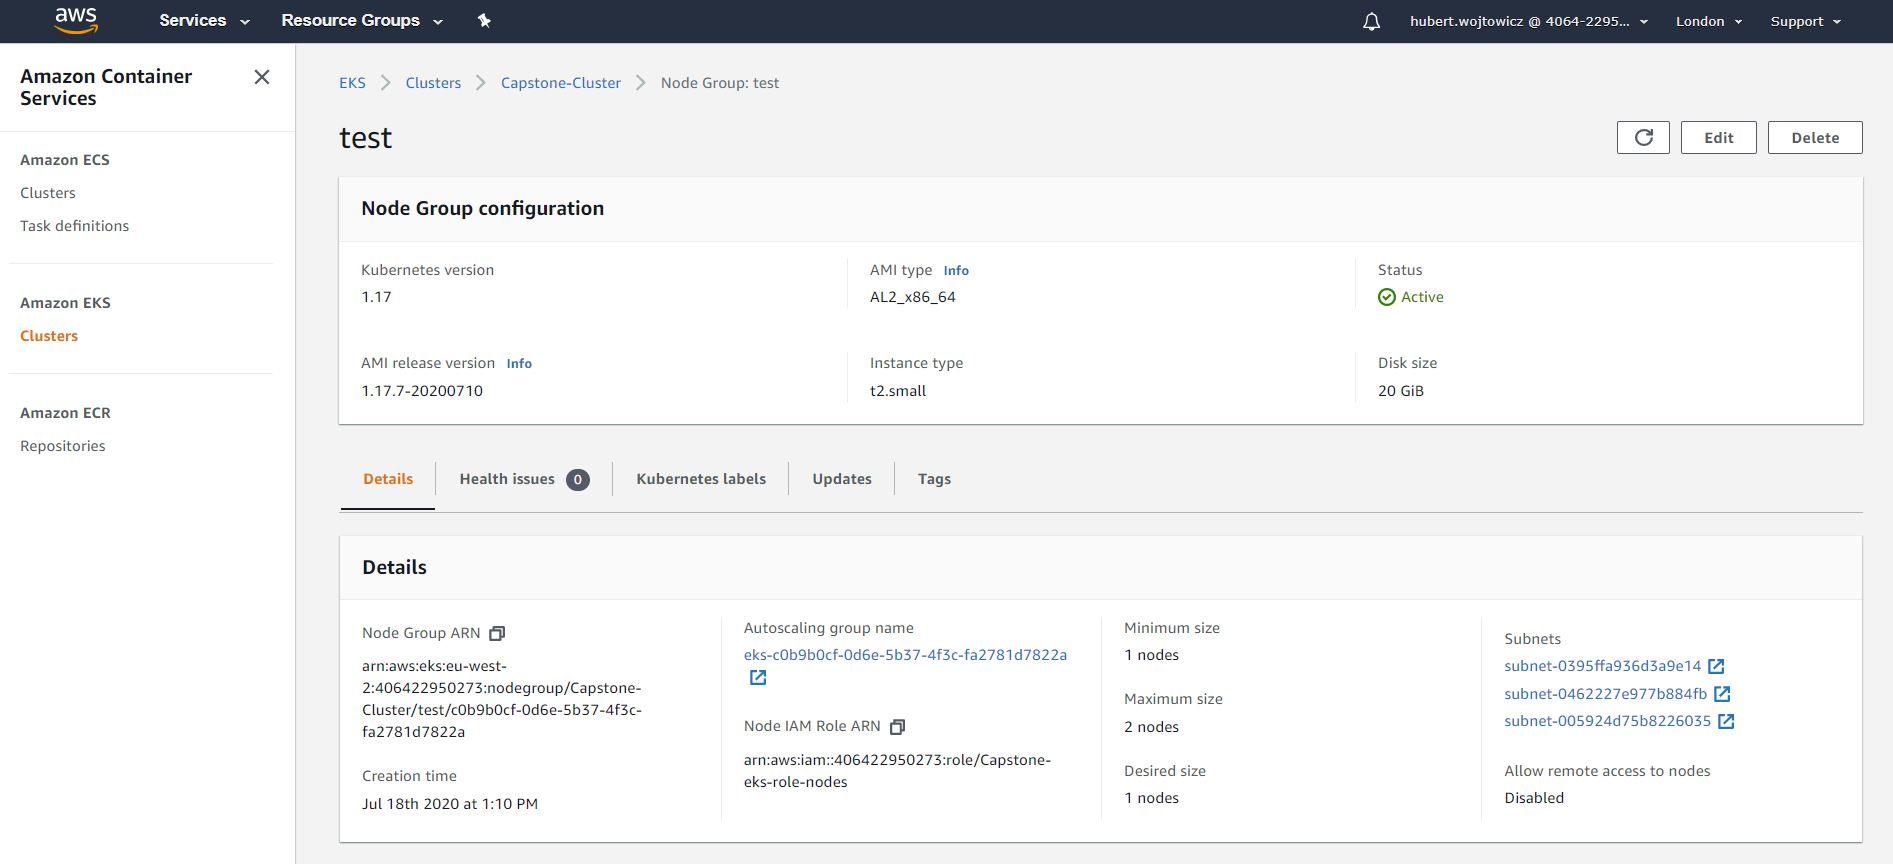 aws
Services
Resource Groups
hubert.wojtowicz @ 4064-2295...
London
Support
Amazon Container
Services
Amazon ECS
Clusters
Task definitions
Amazon EKS
Clusters
Amazon ECR
Repositories
EKS
Clusters
Capstone-Cluster
Node Group: test
test
Edit
Delete
Node Group configuration
Kubernetes version
1.17
AMI type Info
AL2_x86_64
Status
Active
AMI release version Info
1.17.7-20200710
Instance type
t2.small
Disk size
20 GiB
Details
Health issues 0
Kubernetes labels
Updates
Tags
Details
Node Group ARN
arn:aws:eks:eu-west-
2:406422950273:nodegroup/Capstone-
Cluster/test/c0b9b0cf-0d6e-5b37-4f3c-
fa2781d7822a
Creation time
Jul 18th 2020 at 1:10 PM
Autoscaling group name
eks-c0b9b0cf-0d6e-5b37-4f3c-fa2781d7822a
Node IAM Role ARN
arn:aws:iam::406422950273:role/Capstone-
eks-role-nodes
Minimum size
1 nodes
Maximum size
2 nodes
Desired size
1 nodes
Subnets
subnet-0395ffa936d3a9e14
subnet-0462227e977b884fb
subnet-005924d75b8226035
Allow remote access to nodes
Disabled